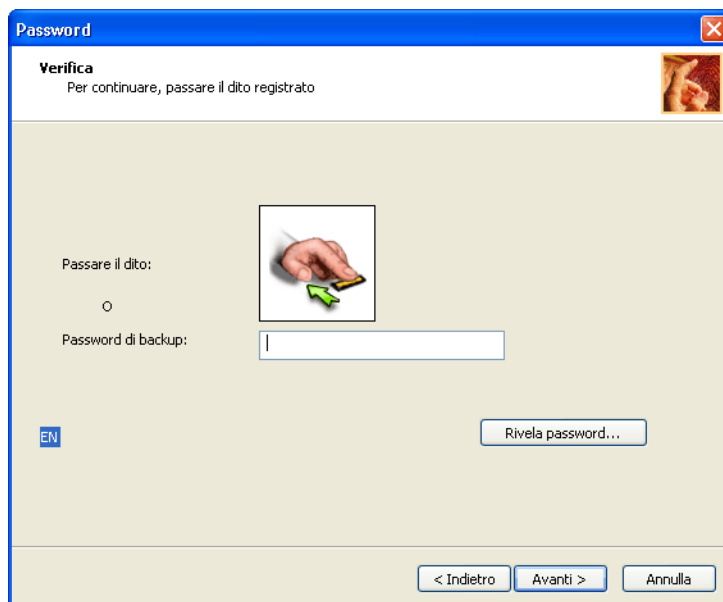 Password
Verifica
Per continuare, passare il dito registrato
Passare il dito:
O
Password di backup:
EN
Rivela password...
< Indietro
Avanti >
Annulla